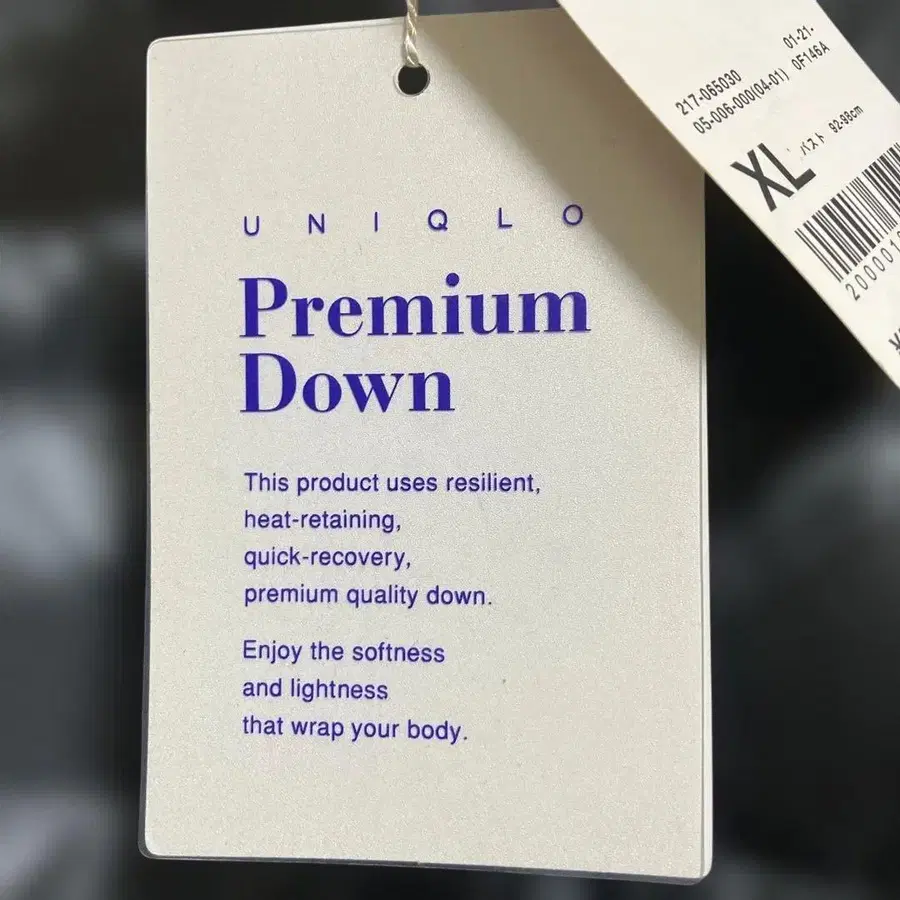 UNIQLO
Premium
Down
This product uses resilient,
heat-retaining,
quick-recovery,
premium quality down.
Enjoy the softness
and lightness
that wrap your body.
217-065030 01-21-
05-006-000(04-01) 0F146A
XL バスト 92-98cm
200001